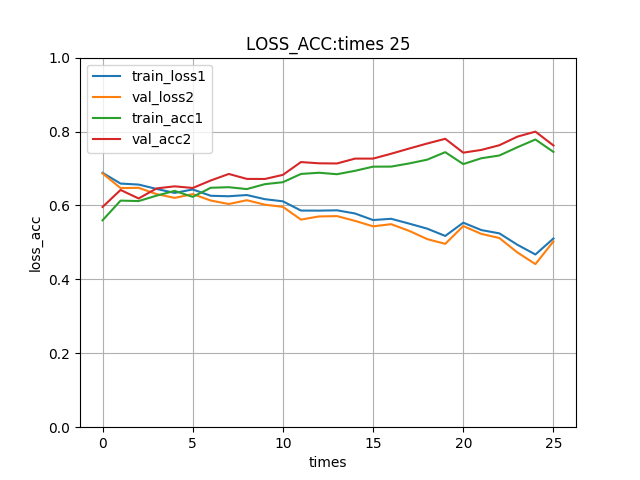 LOSS_ACC:times 25
train_loss1
val_loss2
train_acc1
val_acc2
1.0
0.8
0.6
0.4
0.2
0.0
loss_acc
0 5 10 15 20 25
times